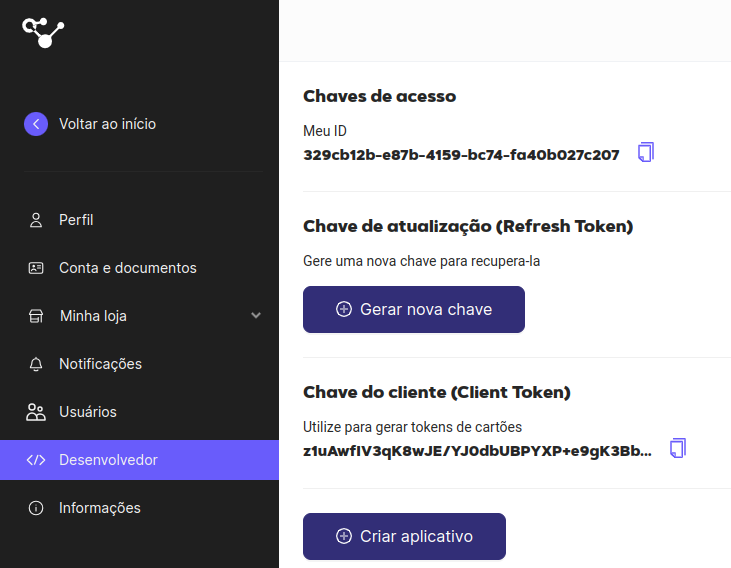 Voltar ao início
Perfil
Conta e documentos
Minha loja
Notificações
Usuários
Desenvolvedor
Informações
Chaves de acesso
Meu ID
329cb12b-e87b-4159-bc74-fa40b027c207
Chave de atualização (Refresh Token)
Gere uma nova chave para recupera-la
Gerar nova chave
Chave do cliente (Client Token)
Utilize para gerar tokens de cartões
z1uAwfIV3qK8wJE/YJ0dbUBPYXP+e9gK3Bb...
Criar aplicativo